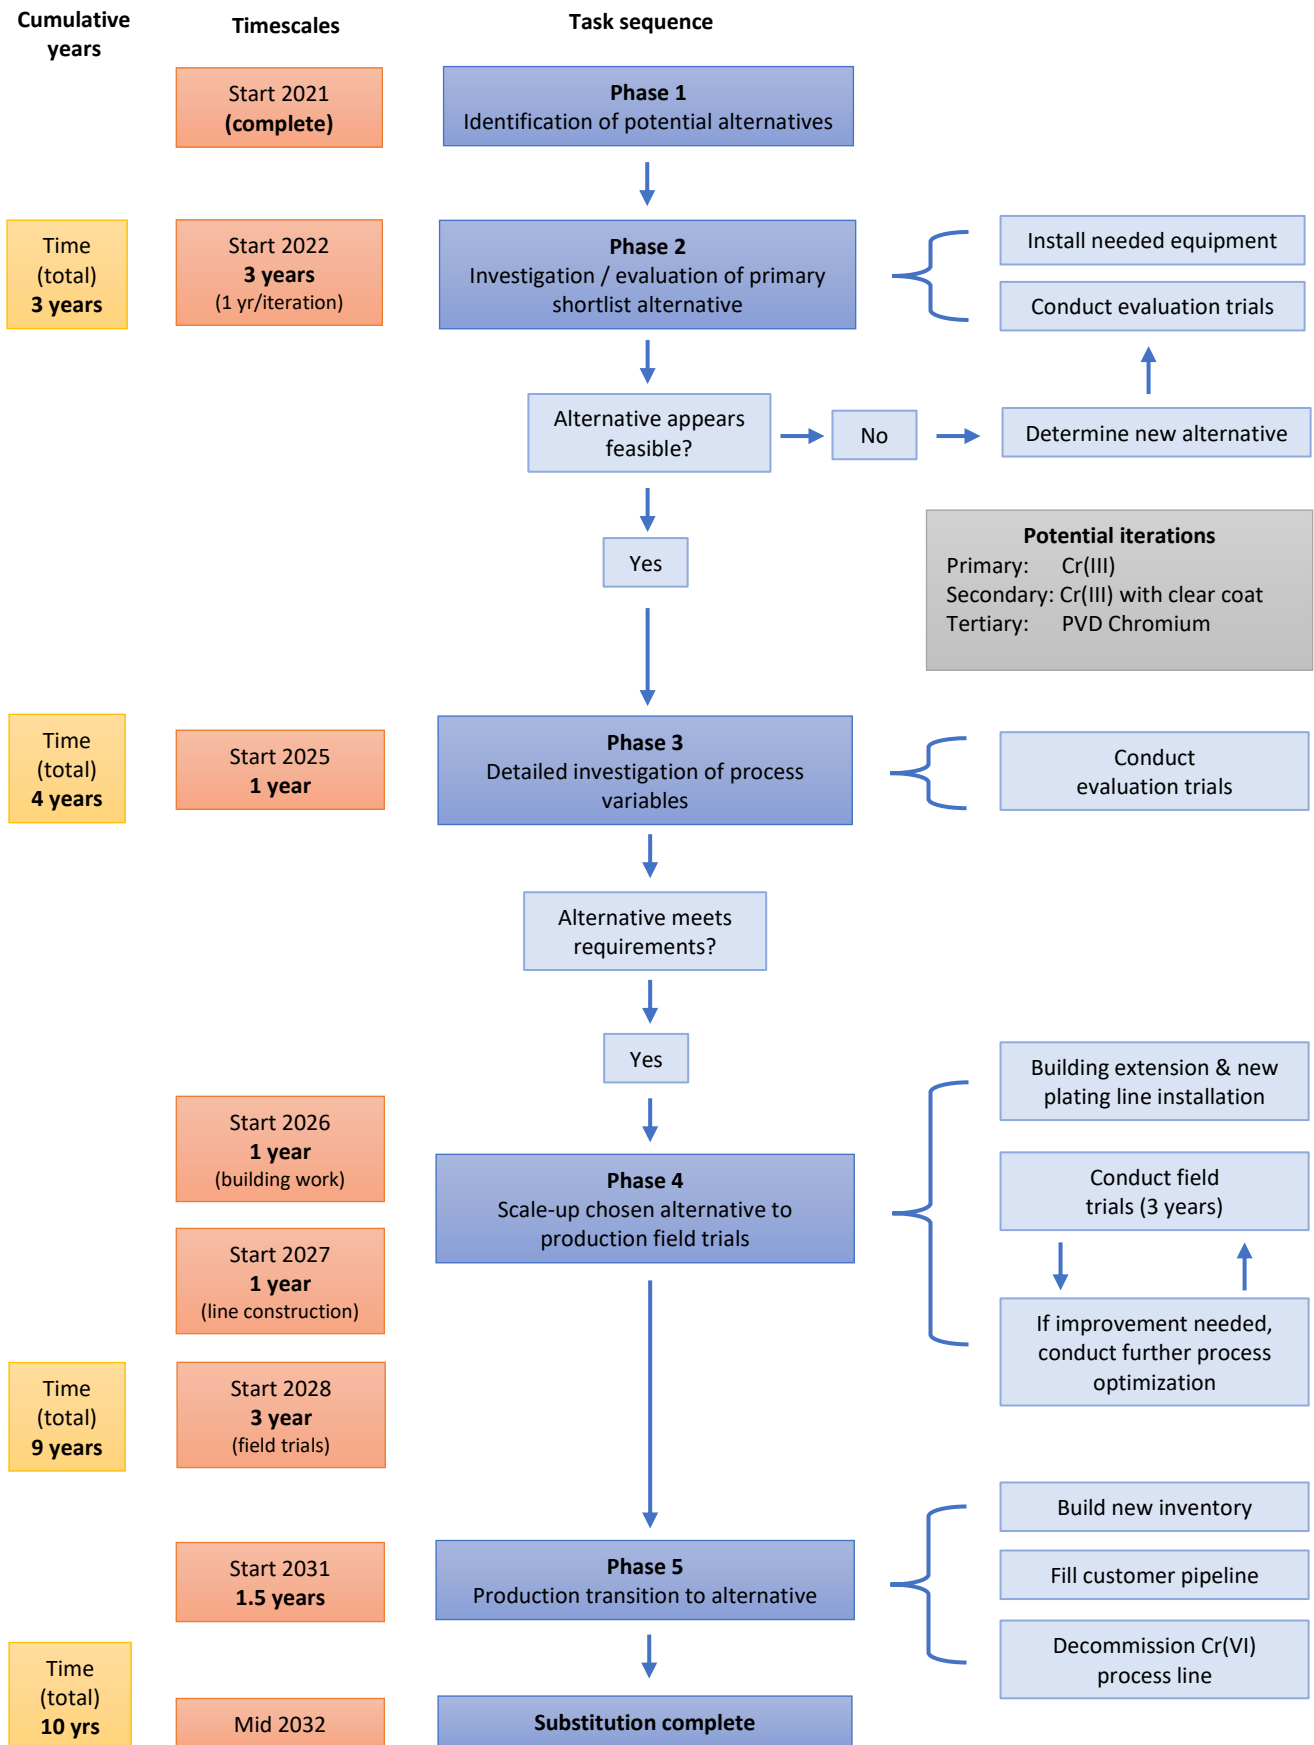 Cumulative
years
Timescales
Task sequence
Start 2021
(complete)
Phase 1
Identification of potential alternatives
Time
(total)
3 years
Start 2022
3 years
(1 yr/iteration)
Phase 2
Investigation / evaluation of primary
shortlist alternative
Install needed equipment
Conduct evaluation trials
Alternative appears
feasible?
No
Determine new alternative
Yes
Potential iterations
Primary: Cr(III)
Secondary: Cr(III) with clear coat
Tertiary: PVD Chromium
Time
(total)
4 years
Start 2025
1 year
Phase 3
Detailed investigation of process
variables
Conduct
evaluation trials
Alternative meets
requirements?
Yes
Start 2026
1 year
(building work)
Start 2027
1 year
(line construction)
Phase 4
Scale-up chosen alternative to
production field trials
Building extension & new
plating line installation
Conduct field
trials (3 years)
If improvement needed,
conduct further process
optimization
Time
(total)
9 years
Start 2028
3 year
(field trials)
Start 2031
1.5 years
Phase 5
Production transition to alternative
Build new inventory
Fill customer pipeline
Decommission Cr(VI)
process line
Time
(total)
10 yrs
Mid 2032
Substitution complete